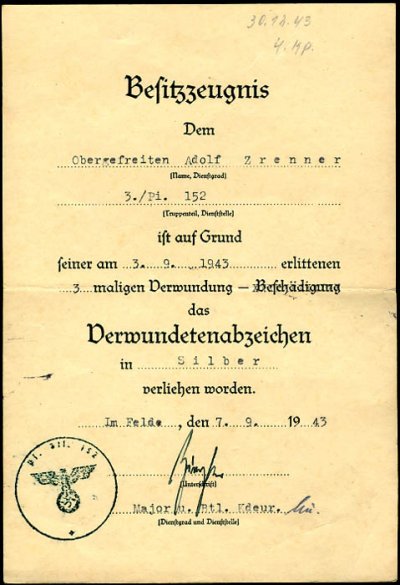 30.12.43
4. Kp.
Besitzzeugnis
Dem
Obergefreiten Adolf Zrenner
(Name, Dienstgrad)
3./Pi. 152
(Truppenteil, Dienststelle)
ist auf Grund
seiner am 3. 9. 1943 erlittenen
3 maligen Verwundung – Beschädigung
das
Verwundetenabzeichen
in Silber
verliehen worden.
Im Felde, den 7. 9. 1943
(Unterschrift)
Major u. Btl. Kdeur.
(Dienstgrad und Dienststelle)